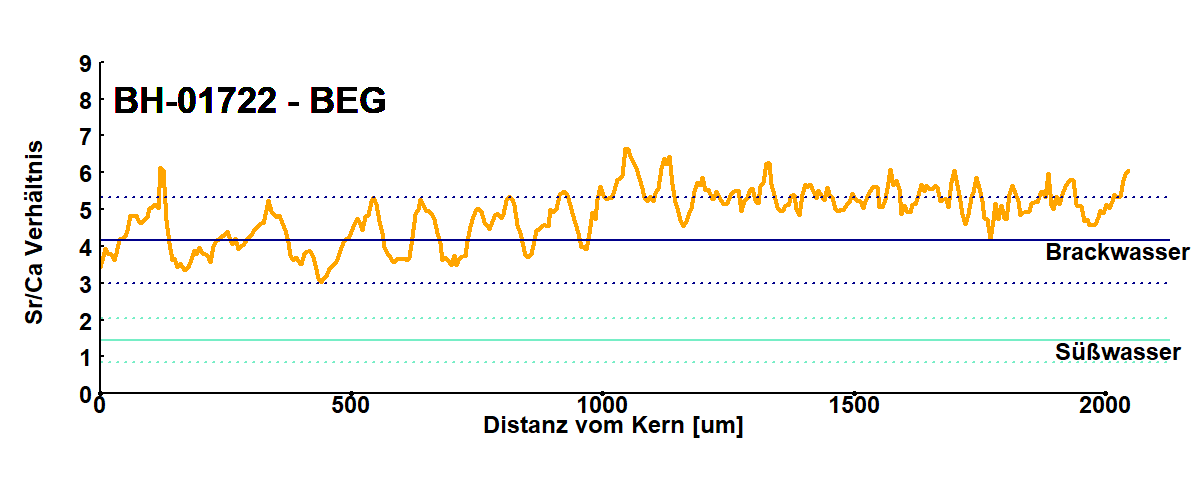 BH-01722 - BEG
Sr/Ca Verhältnis
9
8
7
6
5
4
3
2
1
0
Brackwasser
Süßwasser
0 500 1000 1500 2000
Distanz vom Kern [um]